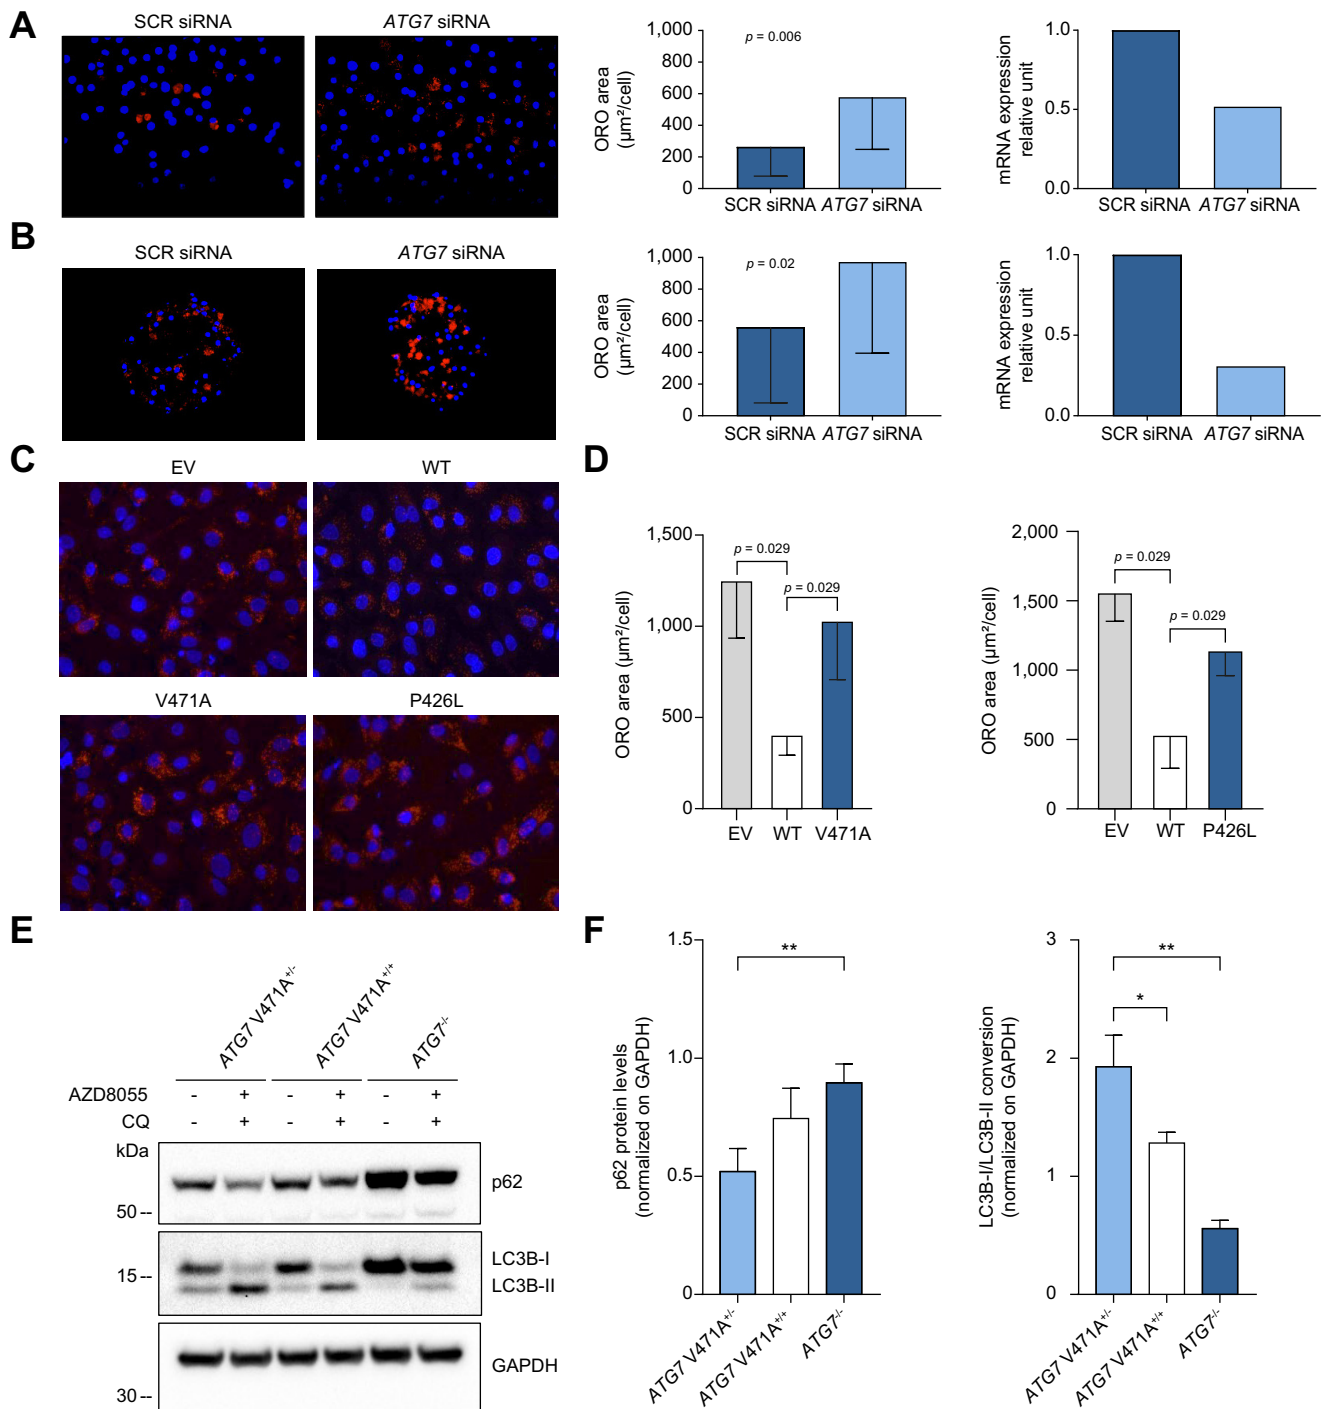 A
SCR siRNA
ATG7 siRNA
ORO area
(µm²/cell)
1,000
800
600
400
200
0
p = 0.006
SCR siRNA
ATG7 siRNA
mRNA expression
relative unit
1.0
0.5
0.0
SCR siRNA
ATG7 siRNA
B
SCR siRNA
ATG7 siRNA
ORO area
(µm²/cell)
1,000
800
600
400
200
0
p = 0.02
SCR siRNA
ATG7 siRNA
mRNA expression
relative unit
1.0
0.5
0.0
SCR siRNA
ATG7 siRNA
C
EV
WT
V471A
P426L
D
ORO area (µm²/cell)
1,500
1,000
500
0
p = 0.029
p = 0.029
EV
WT
V471A
ORO area (µm²/cell)
2,000
1,500
1,000
500
0
p = 0.029
p = 0.029
EV
WT
P426L
E
ATG7 V471A+/-
ATG7 V471A+/+
ATG7-/-
AZD8055 - + - + - +
CQ - + - + - +
kDa
50 --
p62
15 --
LC3B-I
LC3B-II
30 --
GAPDH
F
p62 protein levels
(normalized on GAPDH)
1.5
1.0
0.5
0
**
ATG7 V471A+/-
ATG7 V471A+/+
ATG7-/-
LC3B-I/LC3B-II conversion
(normalized on GAPDH)
3
2
1
0
**
*
ATG7 V471A+/-
ATG7 V471A+/+
ATG7-/-